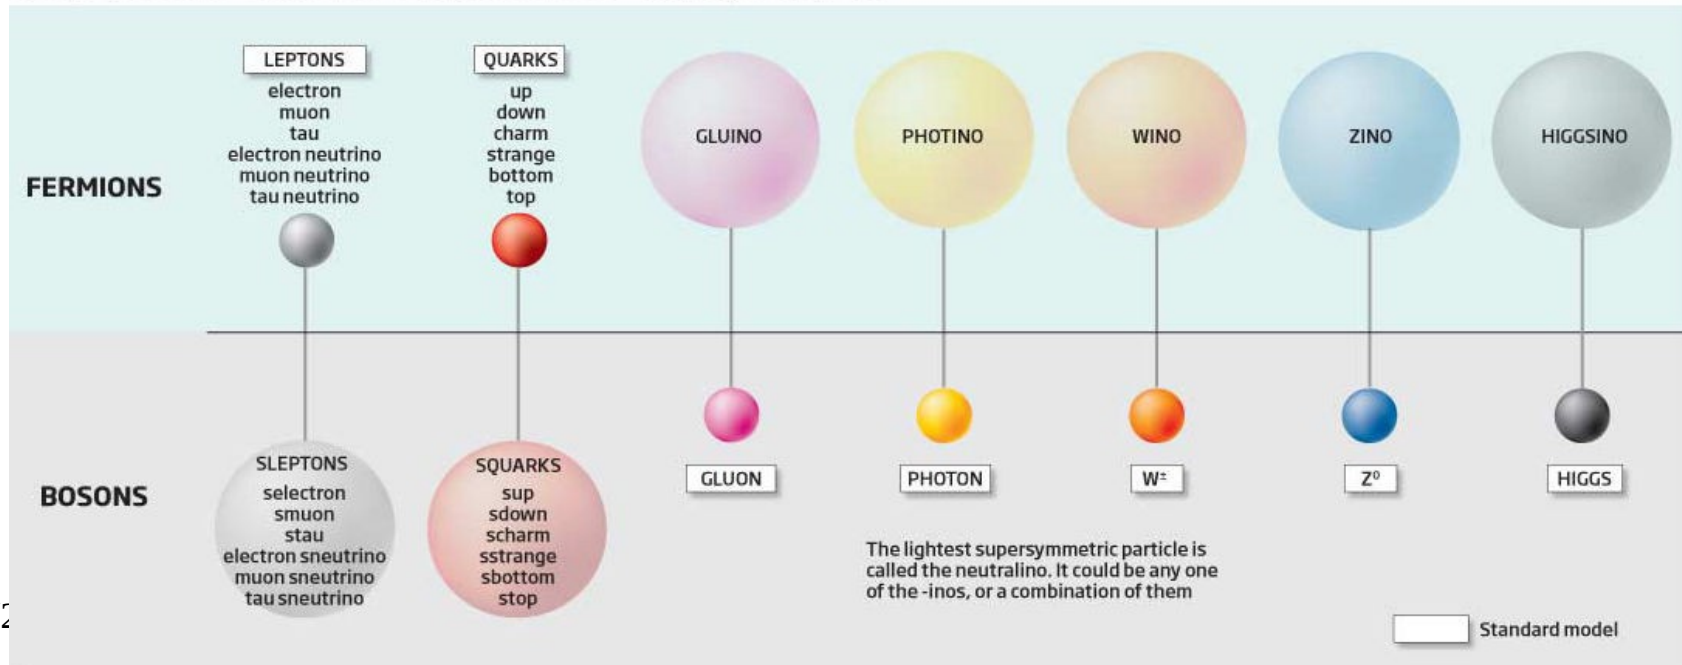 FERMIONS
LEPTONS
electron
muon
tau
electron neutrino
muon neutrino
tau neutrino
QUARKS
up
down
charm
strange
bottom
top
GLUINO
PHOTINO
WINO
ZINO
HIGGSINO
BOSONS
SLEPTONS
selectron
smuon
stau
electron sneutrino
muon sneutrino
tau sneutrino
SQUARKS
sup
sdown
scharm
sstrange
sbottom
stop
GLUON
PHOTON
W±
Z⁰
HIGGS
The lightest supersymmetric particle is
called the neutralino. It could be any one
of the -inos, or a combination of them
Standard model